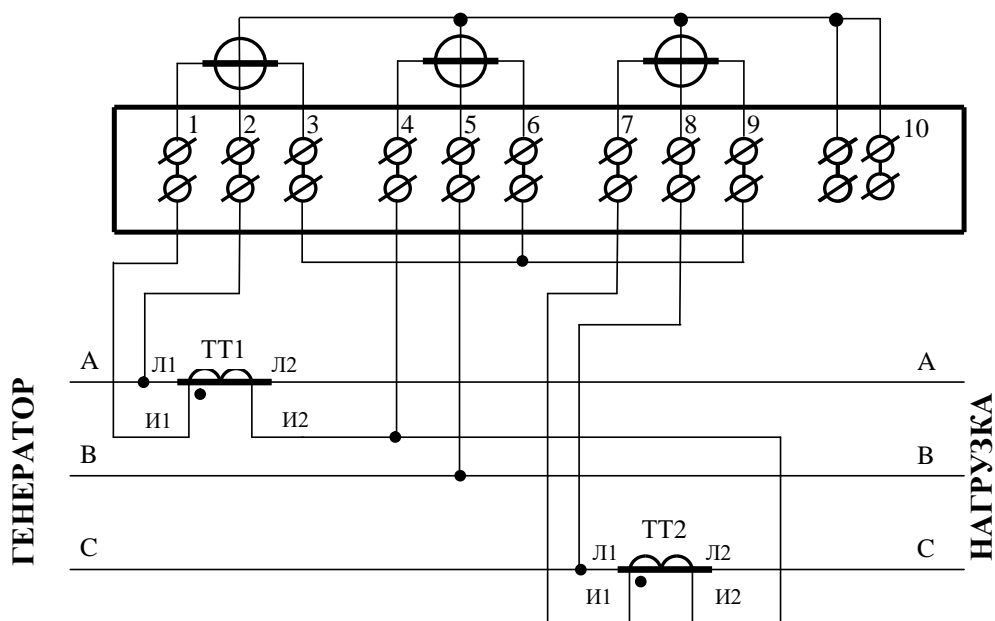 1 2 3 4 5 6 7 8 9 10
ТТ1
А Л1 Л2 А
И1 И2
В В
ГЕНЕРАТОР
НАГРУЗКА
ТТ2
С Л1 Л2 С
И1 И2